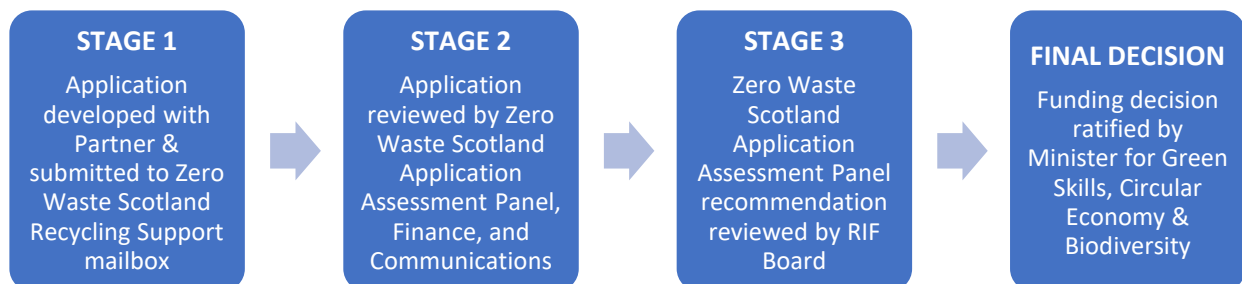 STAGE 1
Application
developed with
Partner &
submitted to Zero
Waste Scotland
Recycling Support
mailbox
STAGE 2
Application
reviewed by Zero
Waste Scotland
Application
Assessment Panel,
Finance, and
Communications
STAGE 3
Zero Waste
Scotland
Application
Assessment Panel
recommendation
reviewed by RIF
Board
FINAL DECISION
Funding decision
ratified by
Minister for Green
Skills, Circular
Economy &
Biodiversity